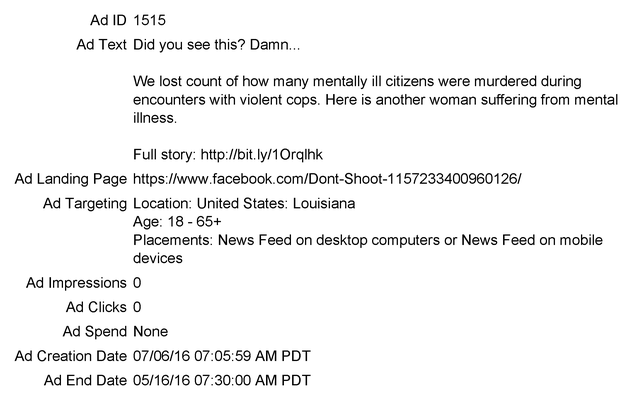 Ad ID 1515
Ad Text Did you see this? Damn...
We lost count of how many mentally ill citizens were murdered during
encounters with violent cops. Here is another woman suffering from mental
illness.
Full story: http://bit.ly/1Orqlhk
Ad Landing Page https://www.facebook.com/Dont-Shoot-1157233400960126/
Ad Targeting Location: United States: Louisiana
Age: 18 - 65+
Placements: News Feed on desktop computers or News Feed on mobile
devices
Ad Impressions 0
Ad Clicks 0
Ad Spend None
Ad Creation Date 07/06/16 07:05:59 AM PDT
Ad End Date 05/16/16 07:30:00 AM PDT